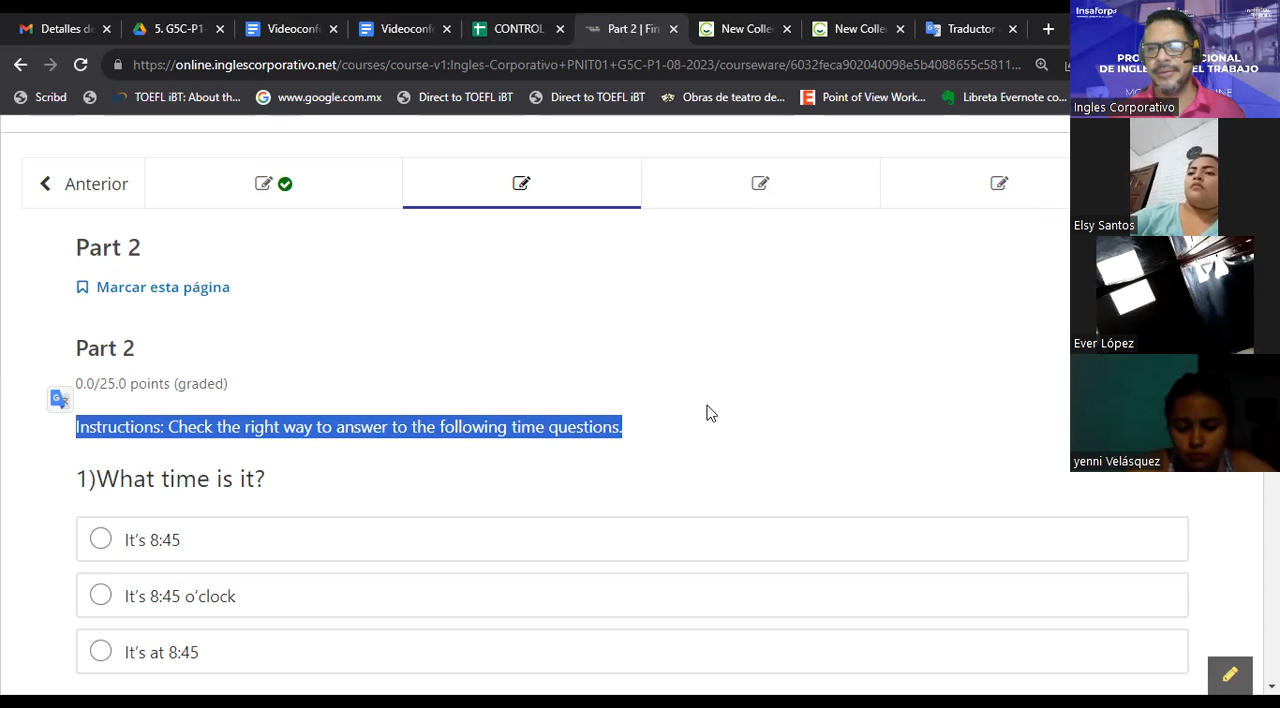 Detalles de
5. G5C-P1-
Videoconf
Videoconf
CONTROL
Part 2 | Fin
New Colle
New Colle
Traductor
https://online.inglescorporativo.net/courses/course-v1:Ingles-Corporativo+PNIT01+G5C-P1-08-2023/courseware/6032feca902040098e5b4088655c5811...
Scribd
TOEFL iBT: About th...
www.google.com.mx
Direct to TOEFL iBT
Direct to TOEFL iBT
Obras de teatro de...
Point of View Work...
Libreta Evernote co...
Insaforp
DE INGLE
EL TRABAJO
Ingles Corporativo
Elsy Santos
Ever López
yenni Velásquez
Anterior
Part 2
Marcar esta página
Part 2
0.0/25.0 points (graded)
Instructions: Check the right way to answer to the following time questions.
1)What time is it?
It’s 8:45
It’s 8:45 o’clock
It’s at 8:45